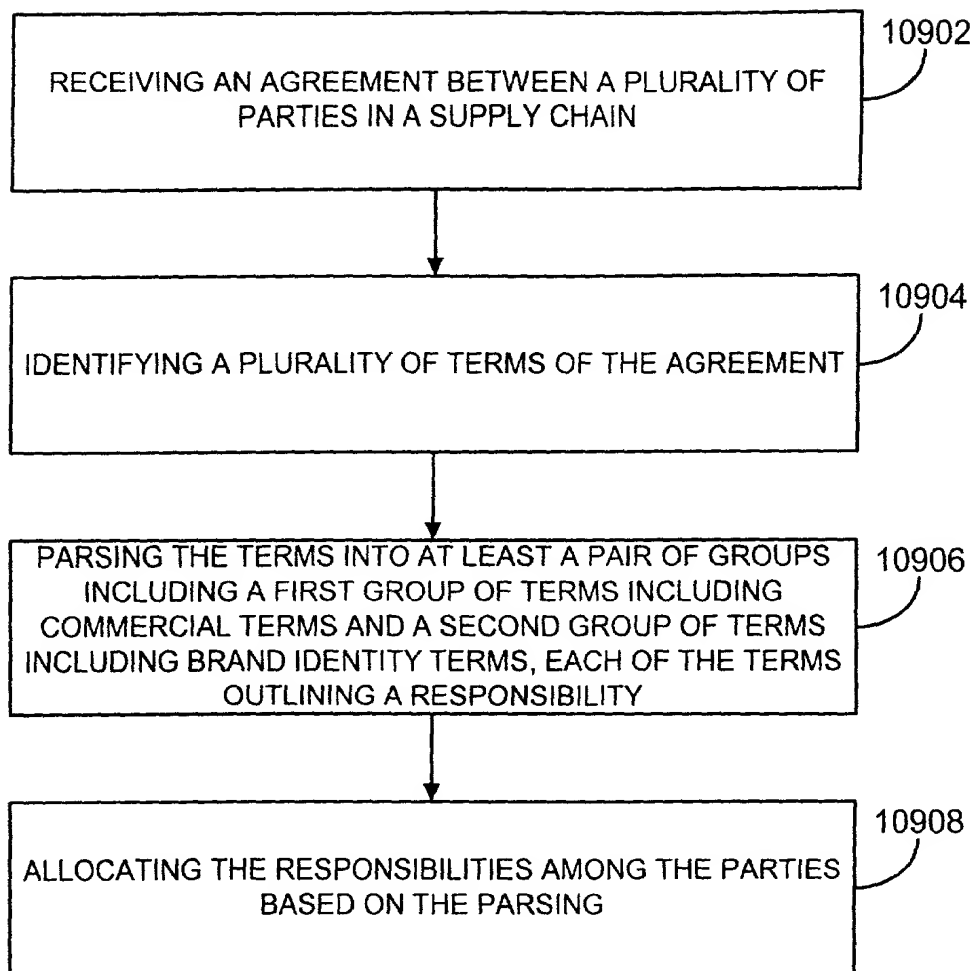 10902
RECEIVING AN AGREEMENT BETWEEN A PLURALITY OF
PARTIES IN A SUPPLY CHAIN
10904
IDENTIFYING A PLURALITY OF TERMS OF THE AGREEMENT
10906
PARSING THE TERMS INTO AT LEAST A PAIR OF GROUPS
INCLUDING A FIRST GROUP OF TERMS INCLUDING
COMMERCIAL TERMS AND A SECOND GROUP OF TERMS
INCLUDING BRAND IDENTITY TERMS, EACH OF THE TERMS
OUTLINING A RESPONSIBILITY
10908
ALLOCATING THE RESPONSIBILITIES AMONG THE PARTIES
BASED ON THE PARSING